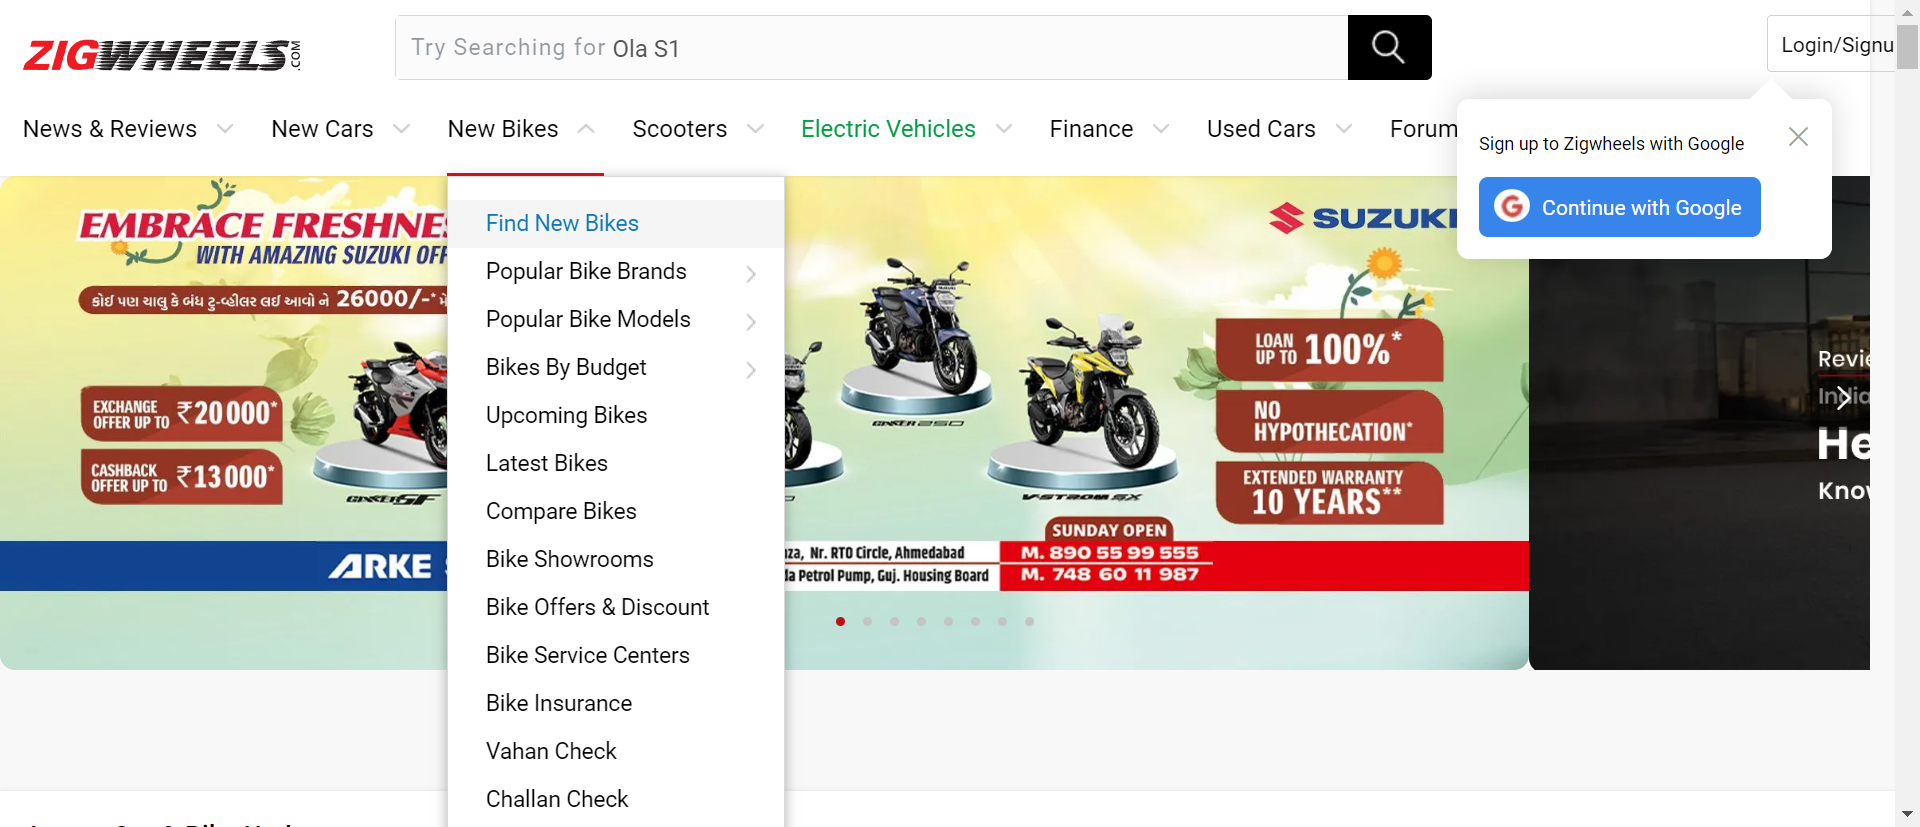 ZIGWHEELS.COM
Try Searching for Ola S1
Login/Signu
News & Reviews
New Cars
New Bikes
Scooters
Electric Vehicles
Finance
Used Cars
Forum
Sign up to Zigwheels with Google
Continue with Google
Find New Bikes
Popular Bike Brands
Popular Bike Models
Bikes By Budget
Upcoming Bikes
Latest Bikes
Compare Bikes
Bike Showrooms
Bike Offers & Discount
Bike Service Centers
Bike Insurance
Vahan Check
Challan Check
EMBRACE FRESHNES
WITH AMAZING SUZUKI OFF
કોઈ પણ ચાલુ કે બંધ ટુ-વ્હીલર લઈ આવો ને 26000/-*
EXCHANGE
OFFER UP TO ₹20000*
CASHBACK
OFFER UP TO ₹13000*
GIXXER SF
GIXXER 250
V-STROM SX
SUZUKI
LOAN
UP TO 100%*
NO
HYPOTHECATION*
EXTENDED WARRANTY
10 YEARS**
SUNDAY OPEN
ARKE
Nr. RTO Circle, Ahmedabad
Petrol Pump, Guj. Housing Board
M. 890 55 99 555
M. 748 60 11 987
Revie
India
He
Know